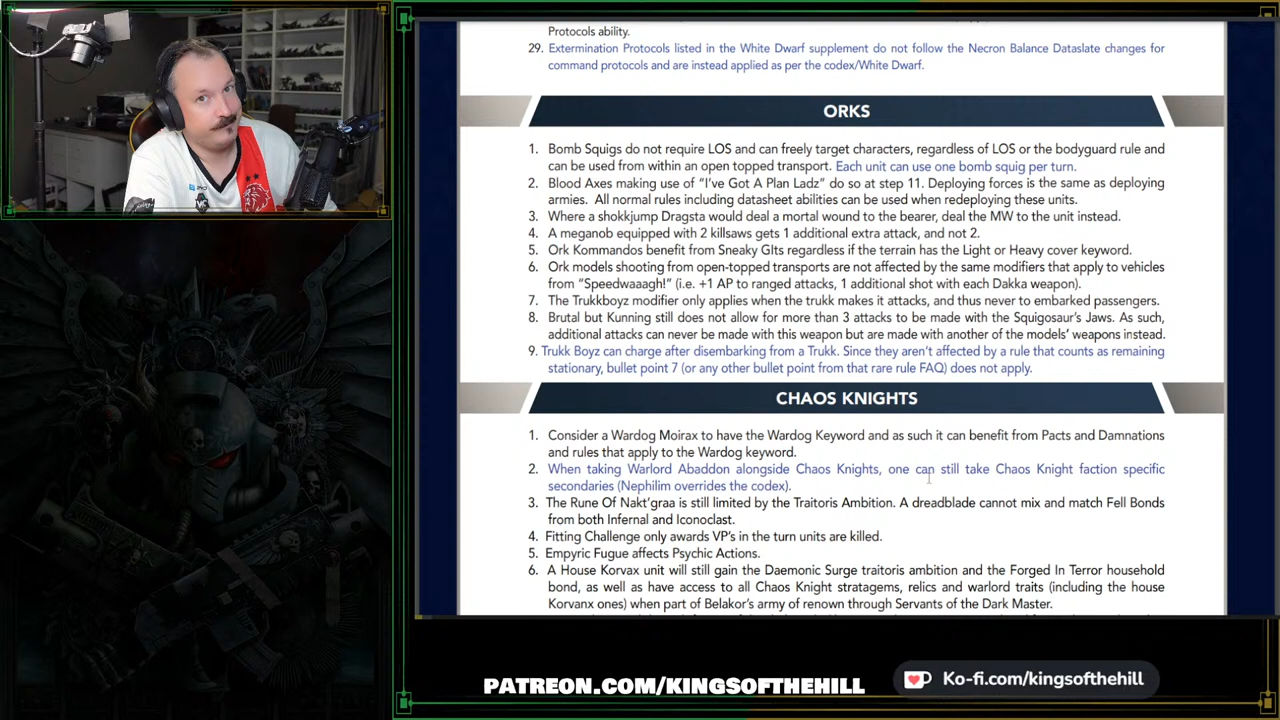 Protocols ability.
29. Extermination Protocols listed in the White Dwarf supplement do not follow the Necron Balance Dataslate changes for
command protocols and are instead applied as per the codex/White Dwarf.
ORKS
1. Bomb Squigs do not require LOS and can freely target characters, regardless of LOS or the bodyguard rule and
can be used from within an open topped transport. Each unit can use one bomb squig per turn.
2. Blood Axes making use of "I've Got A Plan Ladz" do so at step 11. Deploying forces is the same as deploying
armies. All normal rules including datasheet abilities can be used when redeploying these units.
3. Where a shokkjump Dragsta would deal a mortal wound to the bearer, deal the MW to the unit instead.
4. A meganob equipped with 2 killsaws gets 1 additional extra attack, and not 2.
5. Ork Kommandos benefit from Sneaky GIts regardless if the terrain has the Light or Heavy cover keyword.
6. Ork models shooting from open-topped transports are not affected by the same modifiers that apply to vehicles
from "Speedwaaagh!" (i.e. +1 AP to ranged attacks, 1 additional shot with each Dakka weapon).
7. The Trukkboyz modifier only applies when the trukk makes it attacks, and thus never to embarked passengers.
8. Brutal but Kunning still does not allow for more than 3 attacks to be made with the Squigosaur's Jaws. As such,
additional attacks can never be made with this weapon but are made with another of the models' weapons instead.
9. Trukk Boyz can charge after disembarking from a Trukk. Since they aren't affected by a rule that counts as remaining
stationary, bullet point 7 (or any other bullet point from that rare rule FAQ) does not apply.
CHAOS KNIGHTS
1. Consider a Wardog Moirax to have the Wardog Keyword and as such it can benefit from Pacts and Damnations
and rules that apply to the Wardog keyword.
2. When taking Warlord Abaddon alongside Chaos Knights, one can still take Chaos Knight faction specific
secondaries (Nephilim overrides the codex).
3. The Rune Of Nakt'graa is still limited by the Traitoris Ambition. A dreadblade cannot mix and match Fell Bonds
from both Infernal and Iconoclast.
4. Fitting Challenge only awards VP's in the turn units are killed.
5. Empyric Fugue affects Psychic Actions.
6. A House Korvax unit will still gain the Daemonic Surge traitoris ambition and the Forged In Terror household
bond, as well as have access to all Chaos Knight stratagems, relics and warlord traits (including the house
Korvanx ones) when part of Belakor's army of renown through Servants of the Dark Master.
PATREON.COM/KINGSOFTHEHILL
Ko-fi.com/kingsofthehill